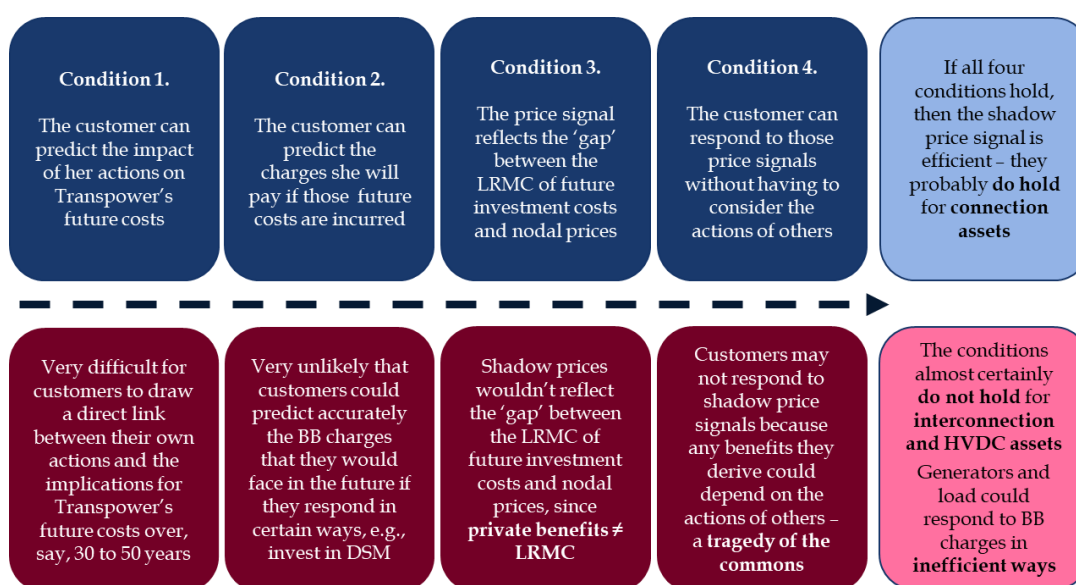 Condition 1.
The customer can
predict the impact
of her actions on
Transpower's
future costs
Condition 2.
The customer can
predict the
charges she will
pay if those future
costs are incurred
Condition 3.
The price signal
reflects the ‘gap’
between the
LRMC of future
investment costs
and nodal prices
Condition 4.
The customer can
respond to those
price signals
without having to
consider the
actions of others
If all four
conditions hold,
then the shadow
price signal is
efficient – they
probably do hold
for connection
assets
Very difficult for
customers to draw
a direct link
between their own
actions and the
implications for
Transpower's
future costs over,
say, 30 to 50 years
Very unlikely that
customers could
predict accurately
the BB charges
that they would
face in the future if
they respond in
certain ways, e.g.,
invest in DSM
Shadow prices
wouldn't reflect
the ‘gap’ between
the LRMC of
future investment
costs and nodal
prices, since
private benefits ≠
LRMC
Customers may
not respond to
shadow price
signals because
any benefits they
derive could
depend on the
actions of others –
a tragedy of the
commons
The conditions
almost certainly
do not hold for
interconnection
and HVDC assets
Generators and
load could
respond to BB
charges in
inefficient ways